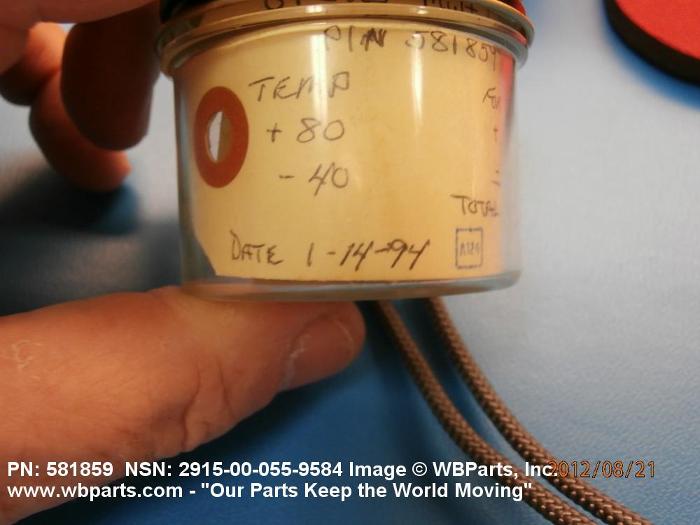 P/N 581859
TEMP
+ 80
- 40
TOTAL
DATE 1-14-94
PN: 581859 NSN: 2915-00-055-9584 Image © WBParts, Inc.
2012/08/21
www.wbparts.com - "Our Parts Keep the World Moving"